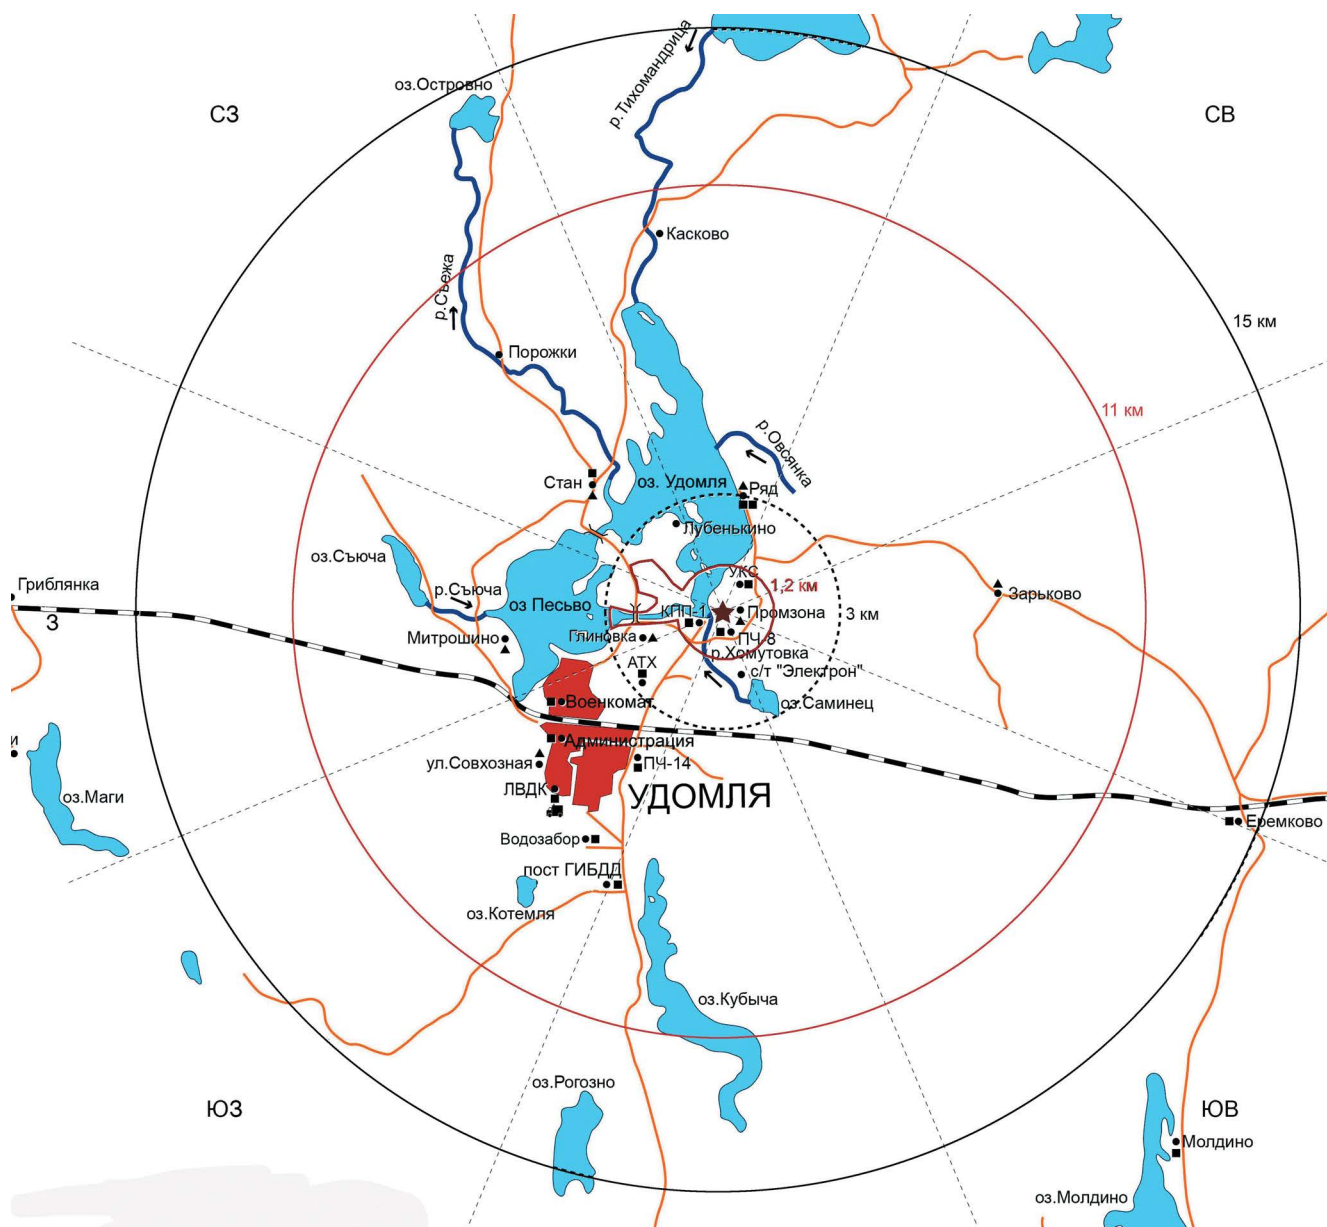 р.Тихомандрица
оз.Островно
СЗ
СВ
Касково
р.Съежа
15 км
Порожки
11 км
р.Овсянка
Стан
оз. Удомля
Ряд
Лубенькино
оз.Съюча
УКС
Гриблянка
р.Съюча
1,2 км
Зарьково
оз Песьво
КПП-1
Промзона
3 км
З
Митрошино
Глиновка
ПЧ-8
р.Хомутовка
АТХ
с/т "Электрон"
Военкомат
оз.Саминец
и
Администрация
ул.Совхозная
ПЧ-14
оз.Маги
ЛВДК
УДОМЛЯ
Еремково
Водозабор
пост ГИБДД
оз.Котемля
оз.Кубыча
оз.Рогозно
ЮЗ
ЮВ
Молдино
оз.Молдино